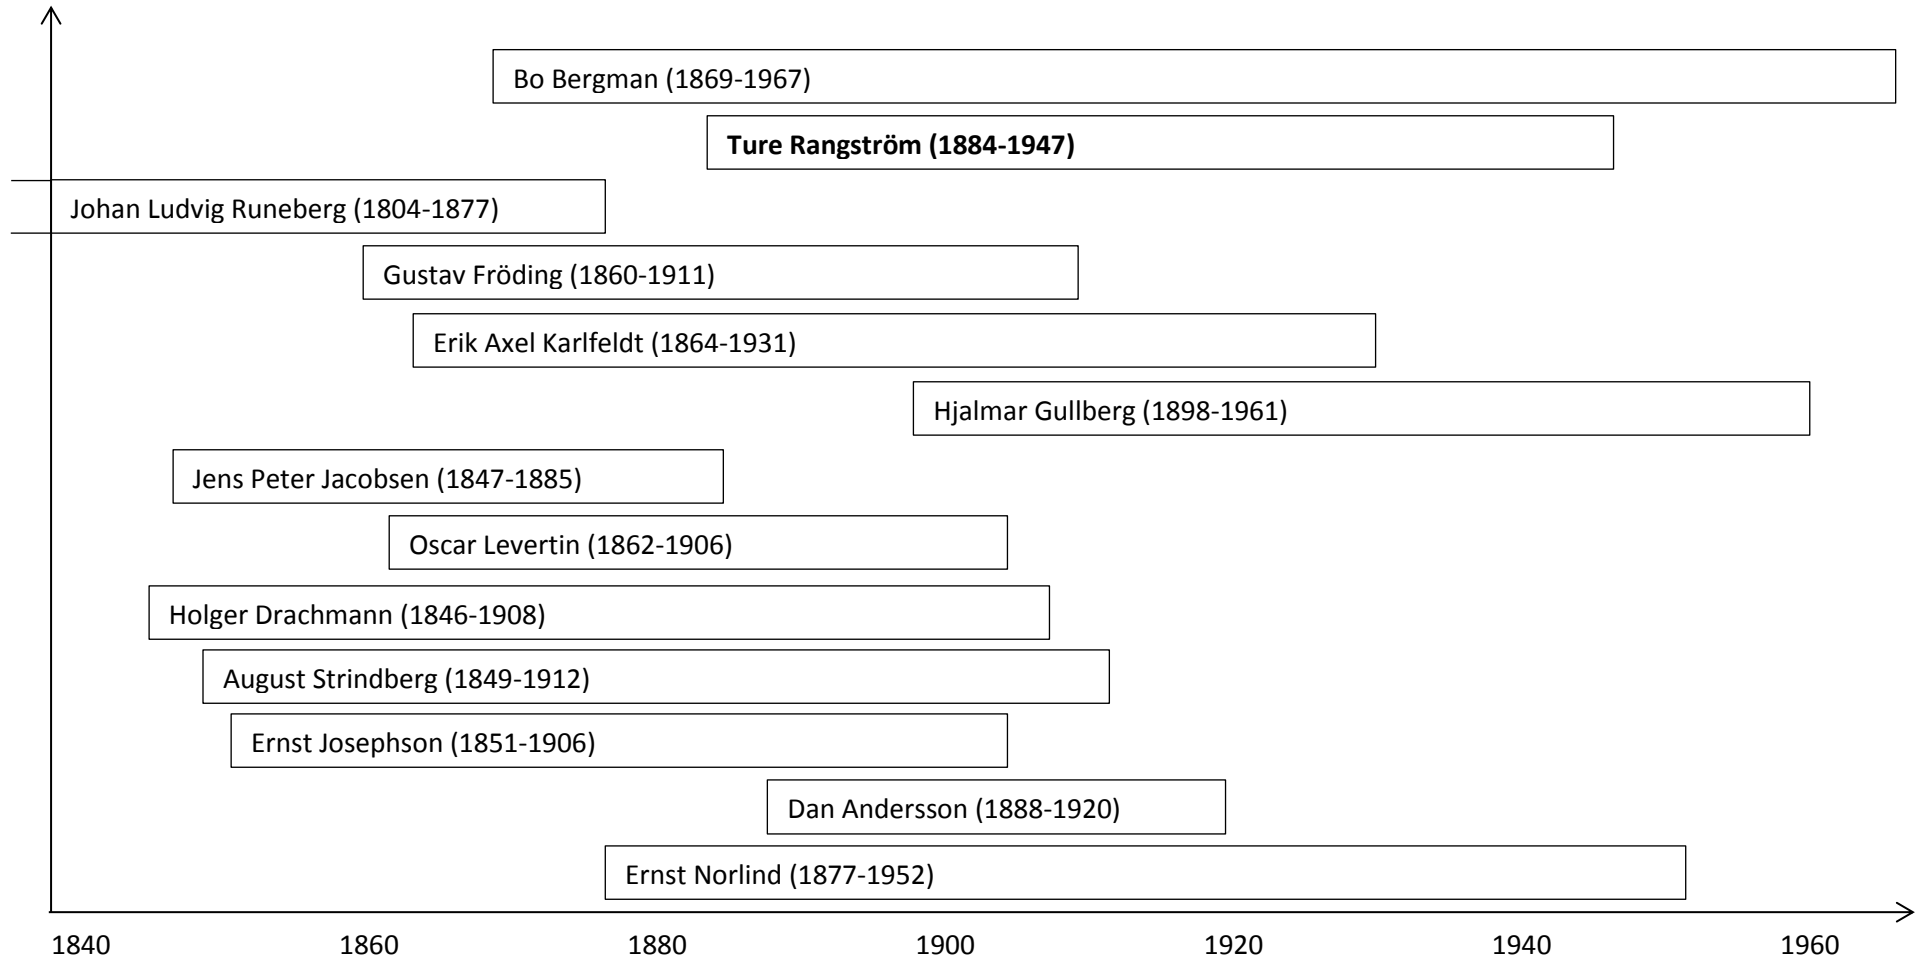 Bo Bergman (1869-1967)
Ture Rangström (1884-1947)
Johan Ludvig Runeberg (1804-1877)
Gustav Fröding (1860-1911)
Erik Axel Karlfeldt (1864-1931)
Hjalmar Gullberg (1898-1961)
Jens Peter Jacobsen (1847-1885)
Oscar Levertin (1862-1906)
Holger Drachmann (1846-1908)
August Strindberg (1849-1912)
Ernst Josephson (1851-1906)
Dan Andersson (1888-1920)
Ernst Norlind (1877-1952)
1840 1860 1880 1900 1920 1940 1960